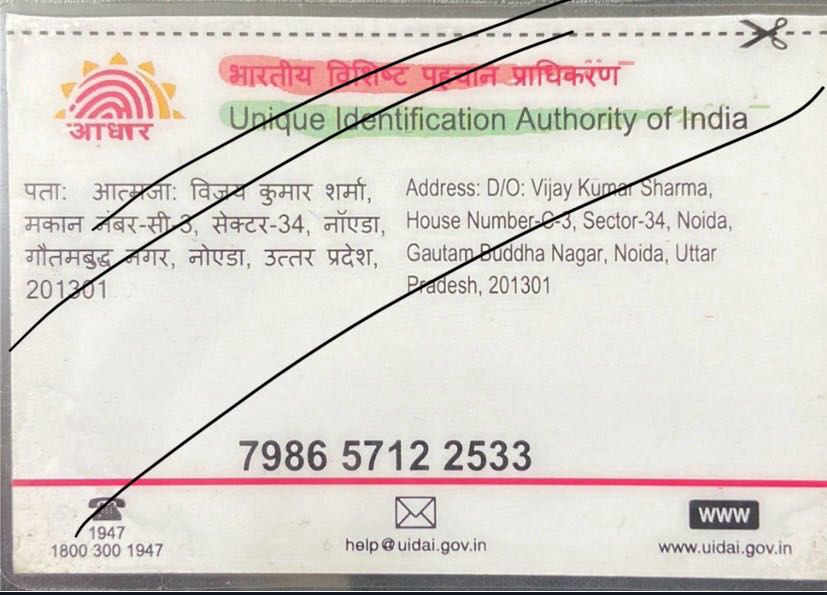 भारतीय विशिष्ट पहचान प्राधिकरण
Unique Identification Authority of India
आधार
पता: आत्मजा: विजय कुमार शर्मा,
मकान नंबर-सी-3, सेक्टर-34, नॉएडा,
गौतमबुद्ध नगर, नोएडा, उत्तर प्रदेश,
201301
Address: D/O: Vijay Kumar Sharma,
House Number-C-3, Sector-34, Noida,
Gautam Buddha Nagar, Noida, Uttar
Pradesh, 201301
7986 5712 2533
1947
1800 300 1947
help@uidai.gov.in
WWW
www.uidai.gov.in